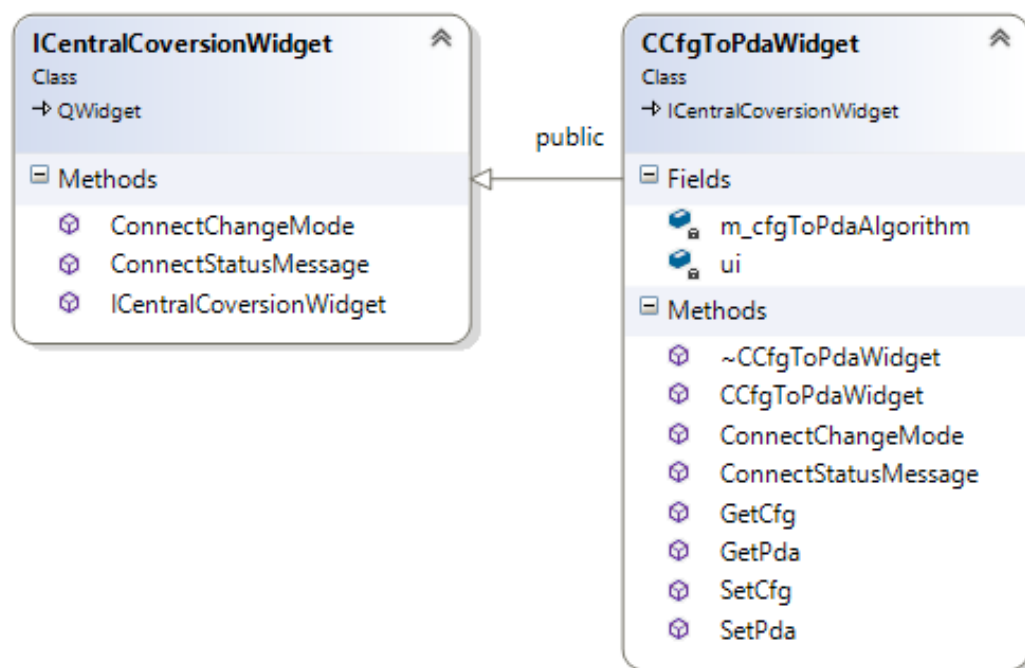 ICentralCoversionWidget
Class
QWidget
Methods
ConnectChangeMode
ConnectStatusMessage
ICentralCoversionWidget
public
CCfgToPdaWidget
Class
ICentralCoversionWidget
Fields
m_cfgToPdaAlgorithm
ui
Methods
~CCfgToPdaWidget
CCfgToPdaWidget
ConnectChangeMode
ConnectStatusMessage
GetCfg
GetPda
SetCfg
SetPda